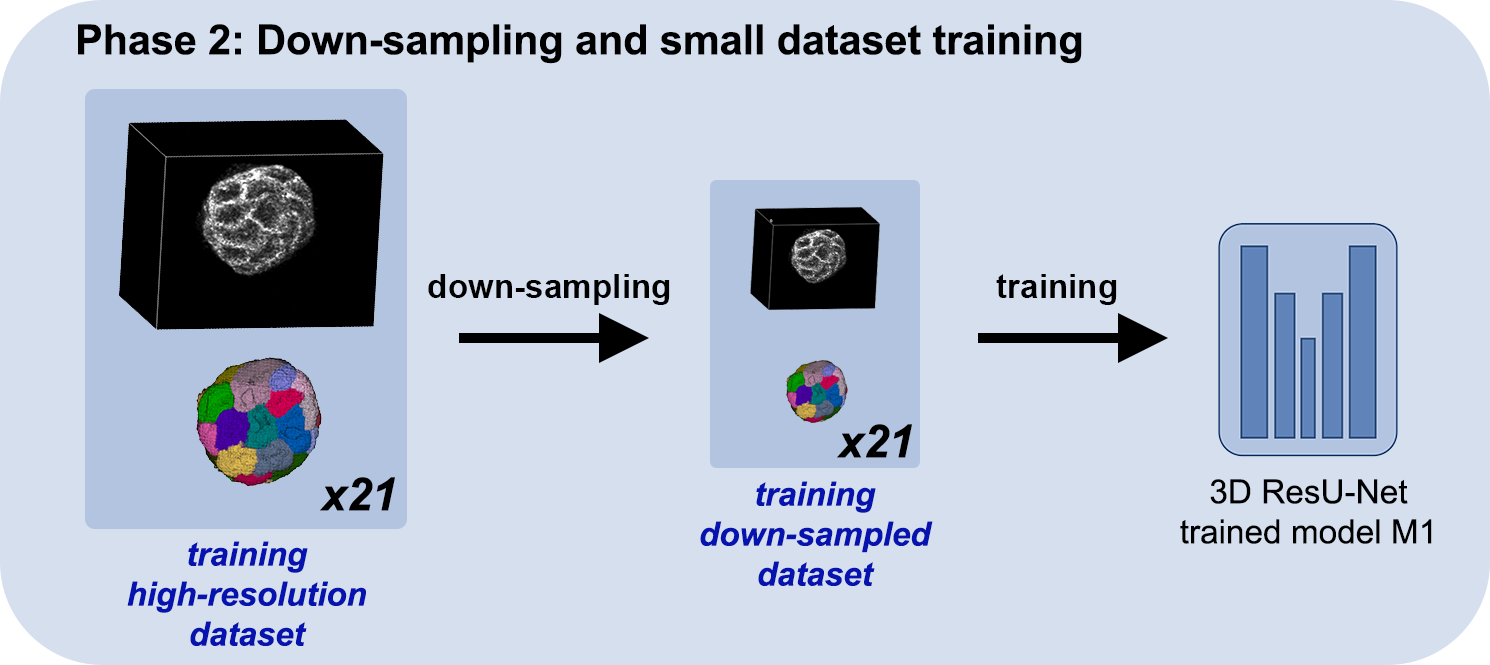 Phase 2: Down-sampling and small dataset training
x21
training
high-resolution
dataset
down-sampling
x21
training
down-sampled
dataset
training
3D ResU-Net
trained model M1